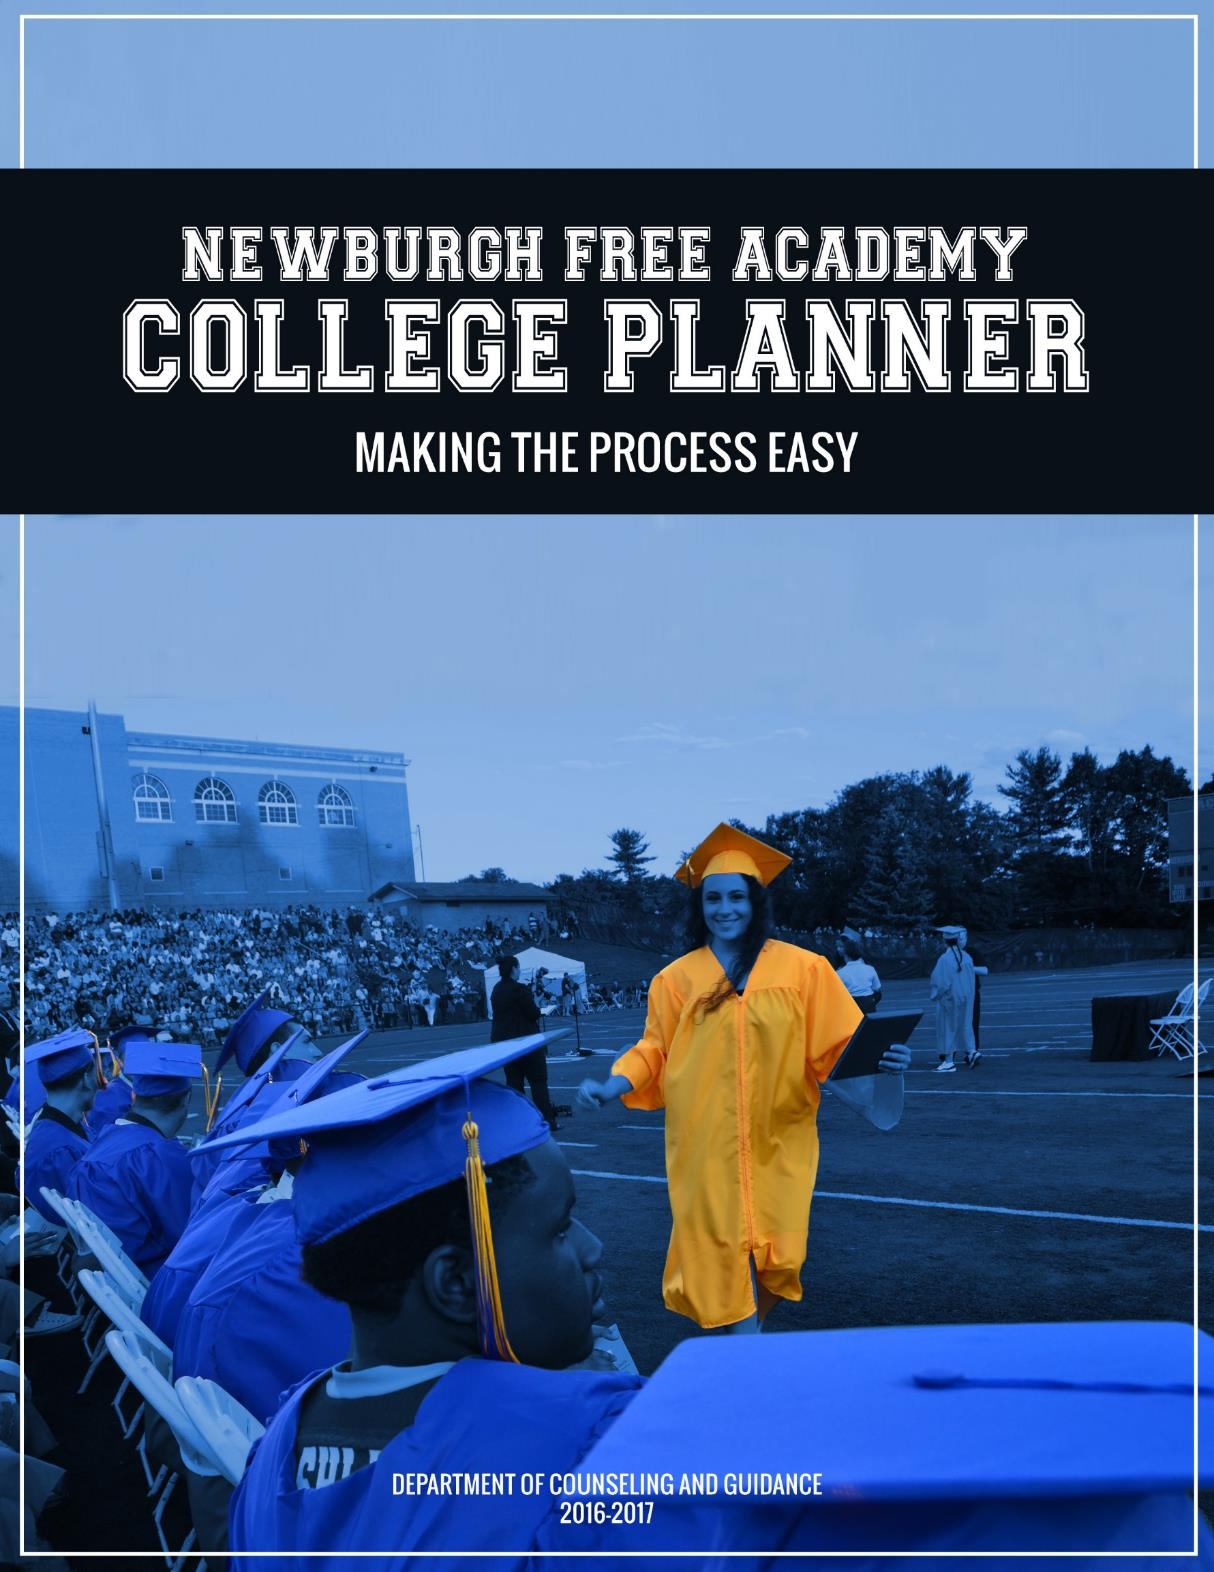 NEWBURGH FREE ACADEMY
COLLEGE PLANNER
MAKING THE PROCESS EASY
DEPARTMENT OF COUNSELING AND GUIDANCE
2016-2017